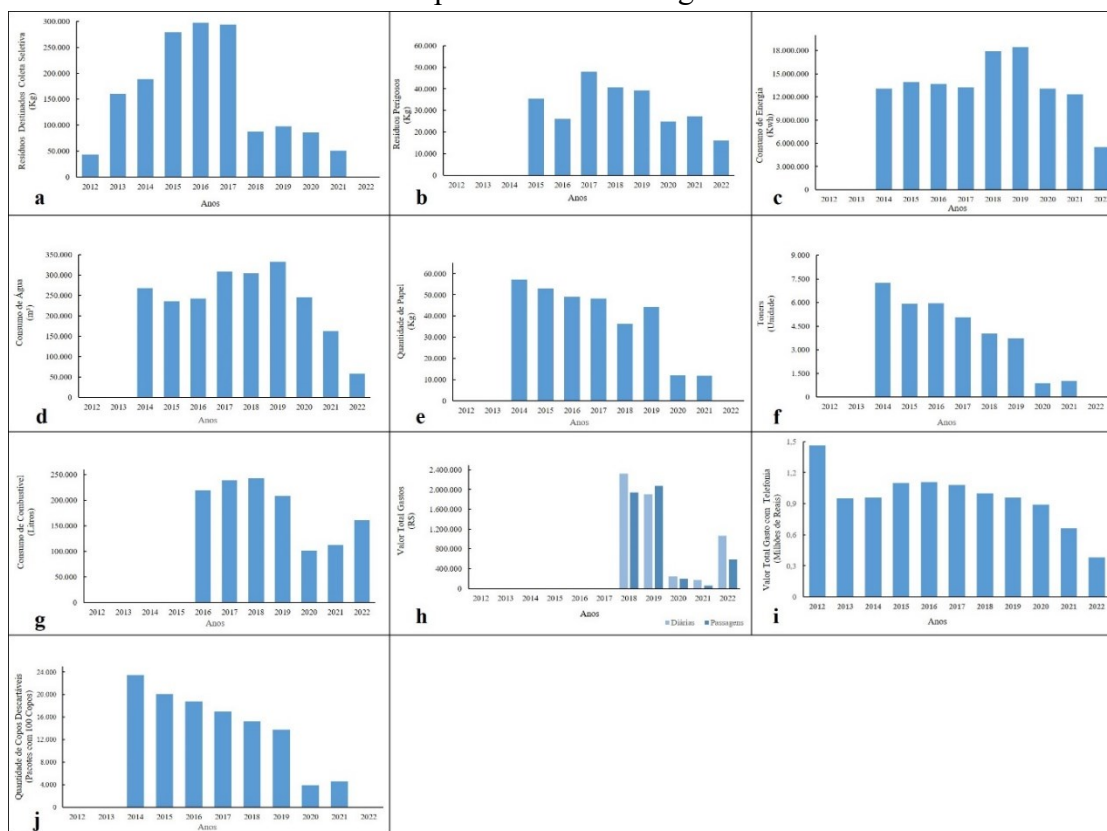 Resíduos Destinados Coleta Seletiva
(Kg)
300.000
250.000
200.000
150.000
100.000
50.000
0
2012 2013 2014 2015 2016 2017 2018 2019 2020 2021 2022
Anos
a
Resíduos Perigosos
(Kg)
60.000
50.000
40.000
30.000
20.000
10.000
0
2012 2013 2014 2015 2016 2017 2018 2019 2020 2021 2022
Anos
b
Consumo de Energia
(Kwh)
18.000.000
15.000.000
12.000.000
9.000.000
6.000.000
3.000.000
0
2012 2013 2014 2015 2016 2017 2018 2019 2020 2021 2022
Anos
c
Consumo de Água
(m³)
350.000
300.000
250.000
200.000
150.000
100.000
50.000
0
2012 2013 2014 2015 2016 2017 2018 2019 2020 2021 2022
Anos
d
Quantidade de Papel
(Kg)
60.000
50.000
40.000
30.000
20.000
10.000
0
2012 2013 2014 2015 2016 2017 2018 2019 2020 2021 2022
Anos
e
Toners
(Unidade)
9.000
7.500
6.000
4.500
3.000
1.500
0
2012 2013 2014 2015 2016 2017 2018 2019 2020 2021 2022
Anos
f
Consumo de Combustível
(Litros)
250.000
200.000
150.000
100.000
50.000
0
2012 2013 2014 2015 2016 2017 2018 2019 2020 2021 2022
Anos
g
Valor Total Gastos
(R$)
2.400.000
2.000.000
1.600.000
1.200.000
800.000
400.000
0
2012 2013 2014 2015 2016 2017 2018 2019 2020 2021 2022
Anos
Diárias Passagens
h
Valor Total Gasto com Telefonia
(Milhões de Reais)
1,5
1,2
0,9
0,6
0,3
0
2012 2013 2014 2015 2016 2017 2018 2019 2020 2021 2022
Anos
i
Quantidade de Copos Descartáveis
(Pacotes com 100 Copos)
24.000
20.000
16.000
12.000
8.000
4.000
0
2012 2013 2014 2015 2016 2017 2018 2019 2020 2021 2022
Anos
j